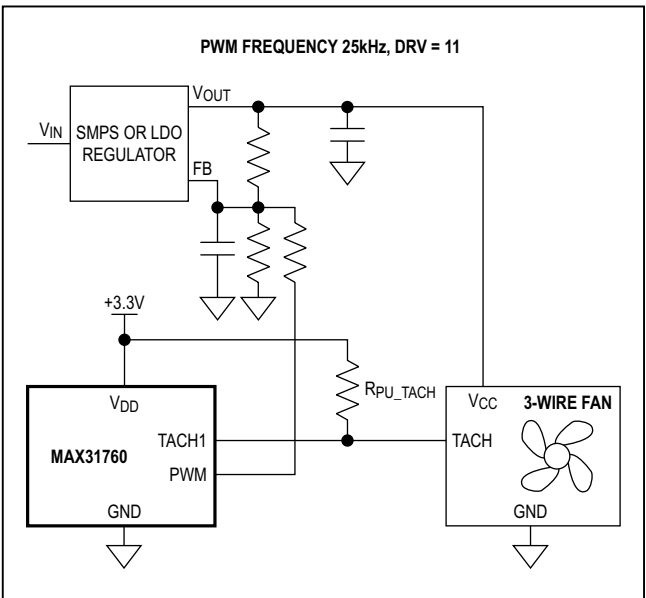 PWM FREQUENCY 25kHz, DRV = 11
VOUT
VIN
SMPS OR LDO
REGULATOR
FB
+3.3V
RPU_TACH
VDD
VCC
3-WIRE FAN
TACH1
TACH
MAX31760
PWM
GND
GND